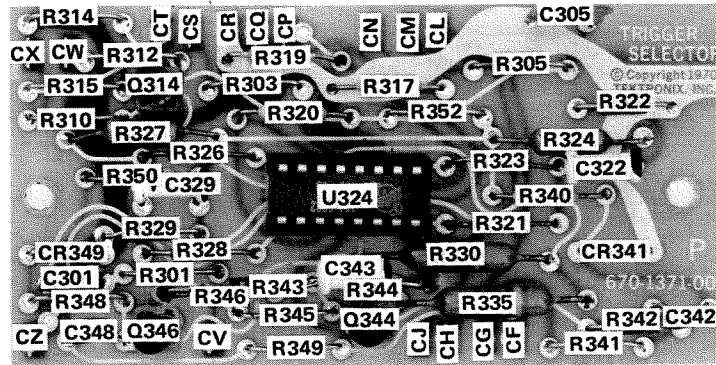 R314 CT CS CR CQ CP CN CM CL C305
CX CW R312 R319 TRIGGER
SELECTOR
R315 Q314 R303 R317 R305 © Copyright 1970
TEKTRONIX, INC.
R310 R327 R320 R352 R322
R324
R326 R323 C322
R350 C329 U324 R340
R329 R321
CR349 R328 R330 CR341 P
C301 R301 C343 670-1371-00
R348 R346 R343 R344 R335
CZ C348 Q346 CV R345 Q344 CJ CH CG CF R342 C342
R349 R341